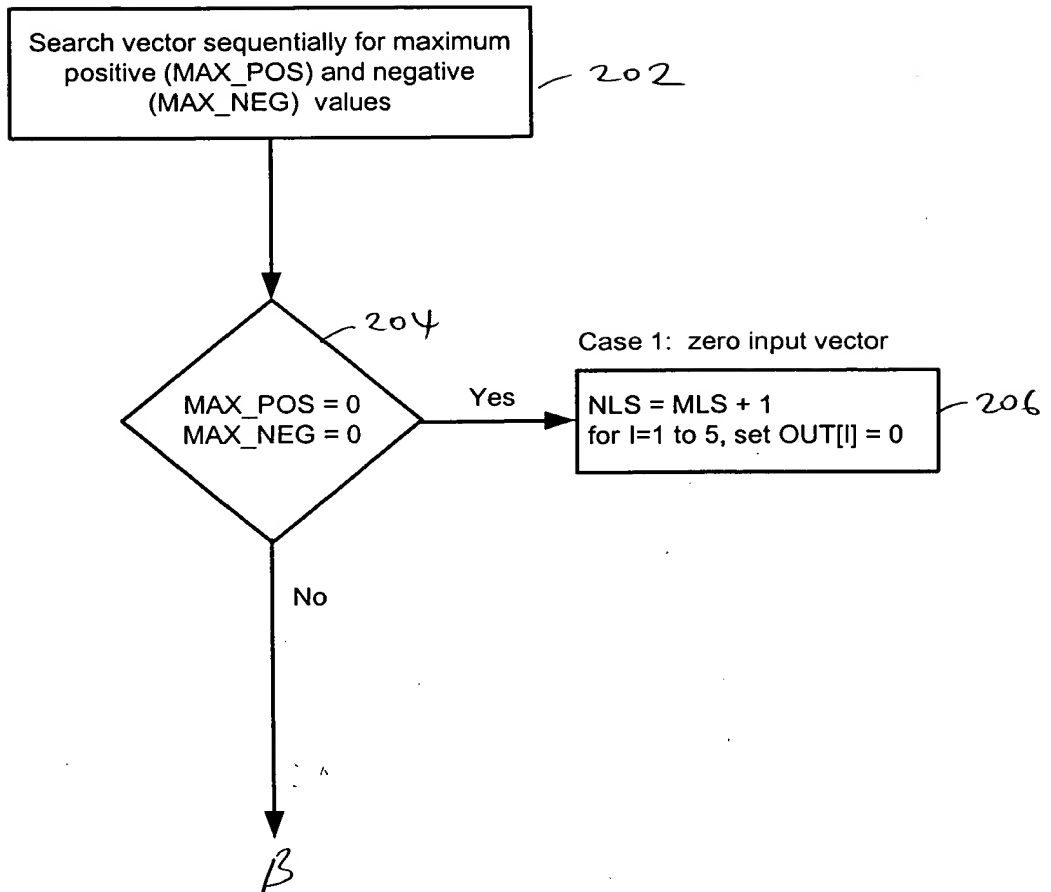 Search vector sequentially for maximum
positive (MAX_POS) and negative
(MAX_NEG) values
202
204
MAX_POS = 0
MAX_NEG = 0
Yes
Case 1: zero input vector
NLS = MLS + 1
for I=1 to 5, set OUT[I] = 0
206
No
β